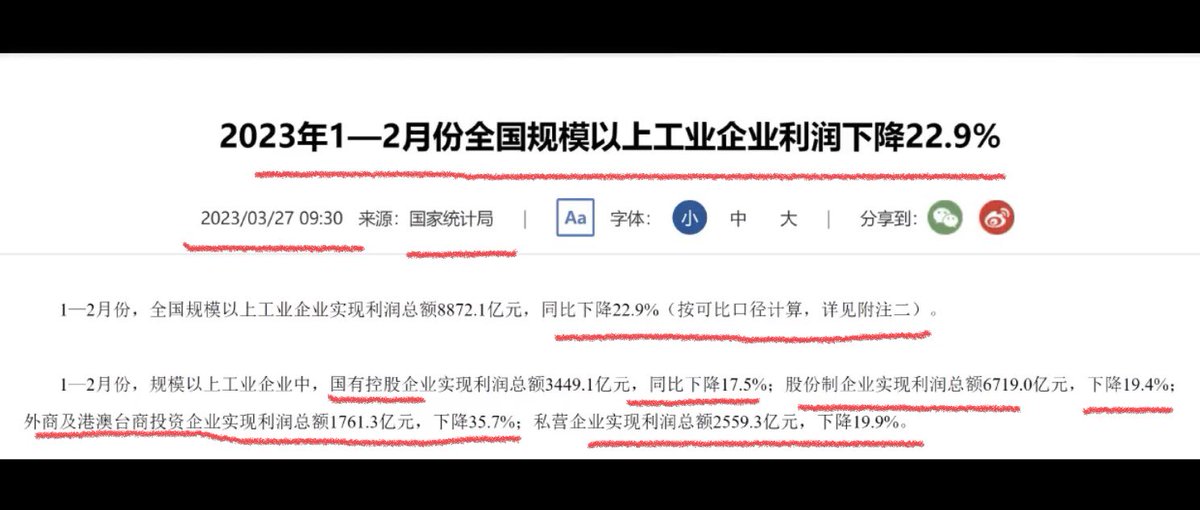 2023年1—2月份全国规模以上工业企业利润下降22.9%
2023/03/27 09:30 来源：国家统计局 | Aa 字体： 小 中 大 | 分享到：
1—2月份，全国规模以上工业企业实现利润总额8872.1亿元，同比下降22.9%（按可比口径计算，详见附注二）。
1—2月份，规模以上工业企业中，国有控股企业实现利润总额3449.1亿元，同比下降17.5%；股份制企业实现利润总额6719.0亿元，下降19.4%；
外商及港澳台商投资企业实现利润总额1761.3亿元，下降35.7%；私营企业实现利润总额2559.3亿元，下降19.9%。